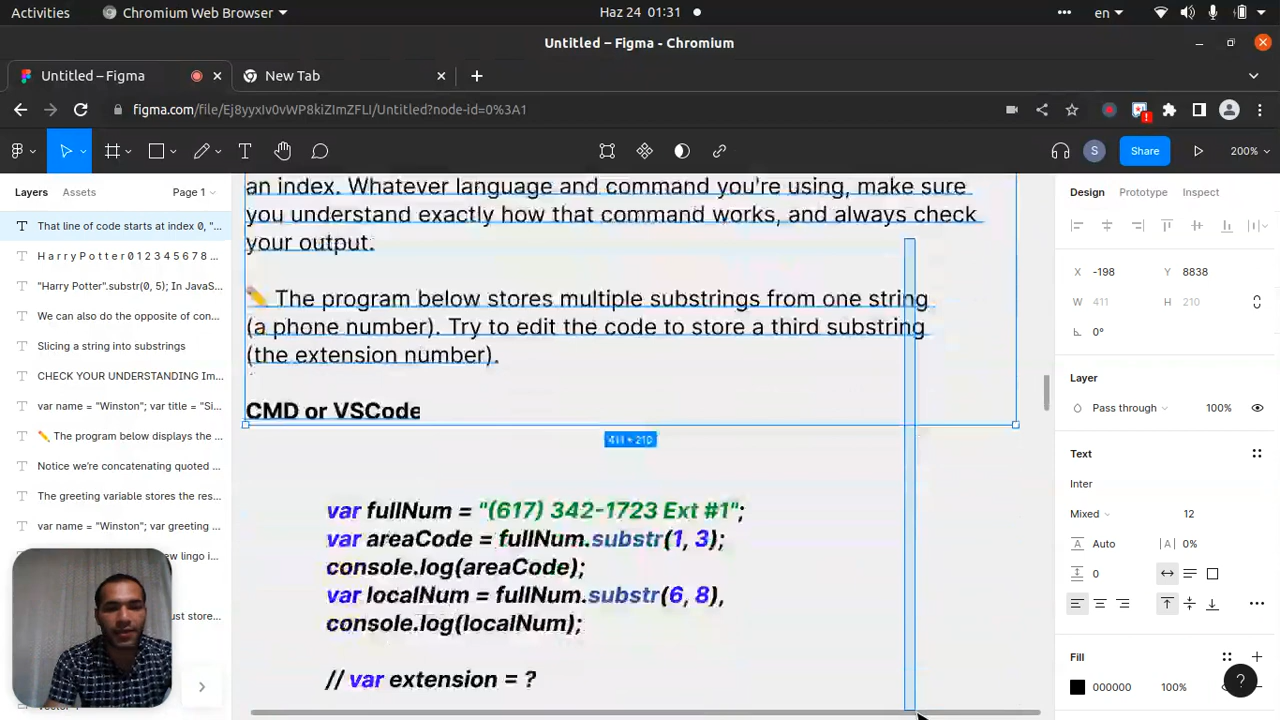 Activities
Chromium Web Browser
Haz 24 01:31
en
Untitled – Figma - Chromium
Untitled – Figma
New Tab
figma.com/file/Ej8yyxIv0vWP8kiZImZFLI/Untitled?node-id=0%3A1
S
Share
200%
Layers
Assets
Page 1
That line of code starts at index 0, "...
H a r r y P o t t e r 0 1 2 3 4 5 6 7 8 ...
"Harry Potter".substr(0, 5); In JavaS...
We can also do the opposite of con...
Slicing a string into substrings
CHECK YOUR UNDERSTANDING Im...
var name = "Winston"; var title = "Si...
✏️ The program below displays the ...
Notice we're concatenating quoted ...
The greeting variable stores the res...
var name = "Winston"; var greeting ...
ew lingo i...
ust store...
an index. Whatever language and command you're using, make sure
you understand exactly how that command works, and always check
your output.
✏️ The program below stores multiple substrings from one string
(a phone number). Try to edit the code to store a third substring
(the extension number).
CMD or VSCode
411 × 210
var fullNum = "(617) 342-1723 Ext #1";
var areaCode = fullNum.substr(1, 3);
console.log(areaCode);
var localNum = fullNum.substr(6, 8),
console.log(localNum);
// var extension = ?
Design
Prototype
Inspect
X -198
Y 8838
W 411
H 210
0°
Layer
Pass through
100%
Text
Inter
Mixed
12
A Auto
|A| 0%
0
Fill
000000
100%
?